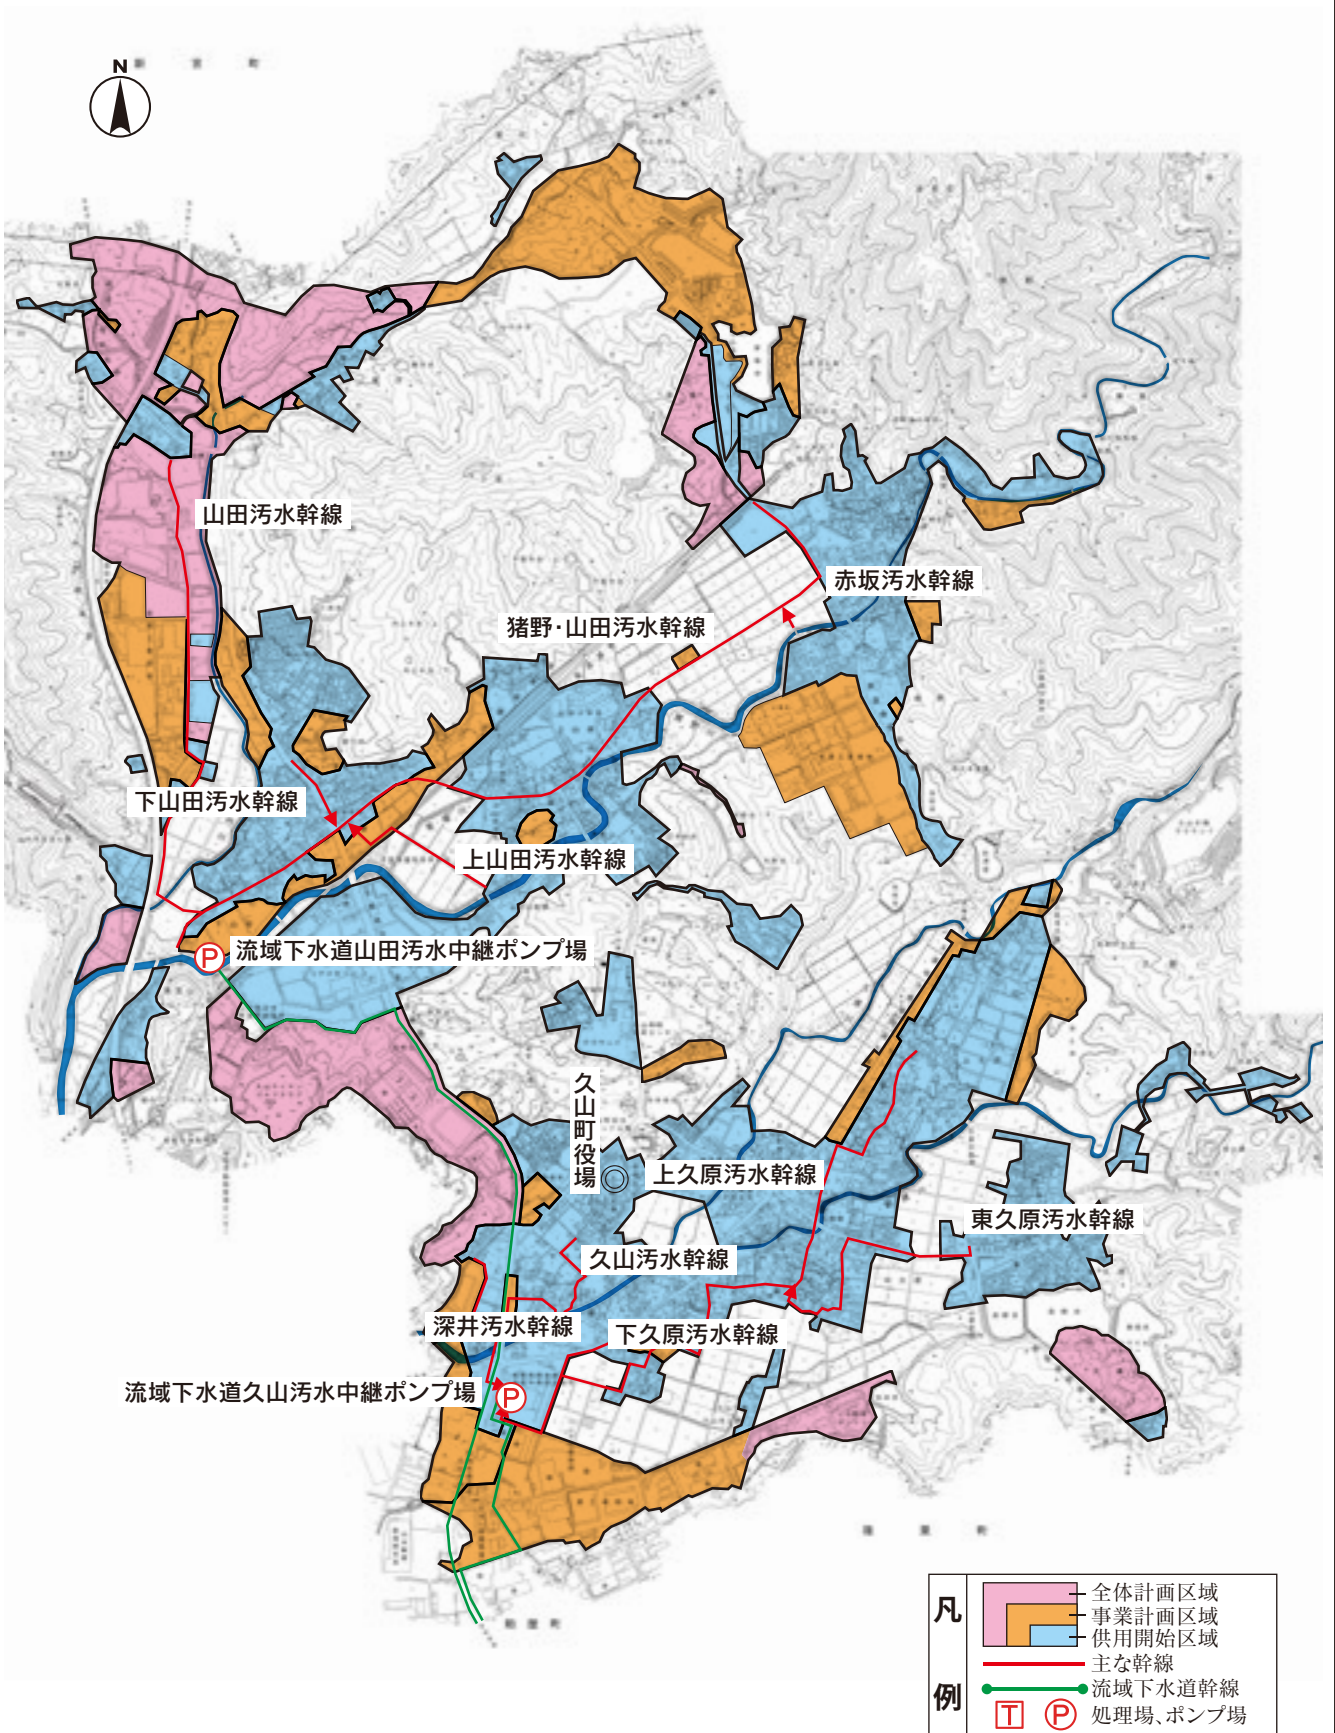 N
山田汚水幹線
赤坂汚水幹線
猪野・山田汚水幹線
下山田汚水幹線
上山田汚水幹線
P
流域下水道山田汚水中継ポンプ場
久山町役場
上久原汚水幹線
東久原汚水幹線
久山汚水幹線
深井汚水幹線
下久原汚水幹線
流域下水道久山汚水中継ポンプ場
P
凡例
全体計画区域
事業計画区域
供用開始区域
主な幹線
流域下水道幹線
T P 処理場、ポンプ場